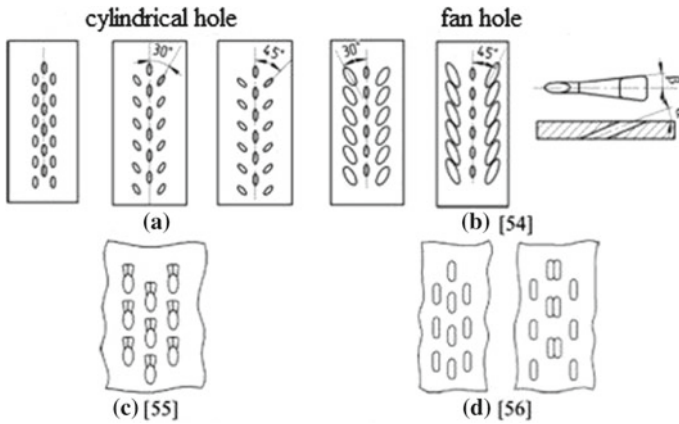 cylindrical hole
fan hole
30°
45°
30°
45°
β
α
(a)
(b) [54]
(c) [55]
(d) [56]